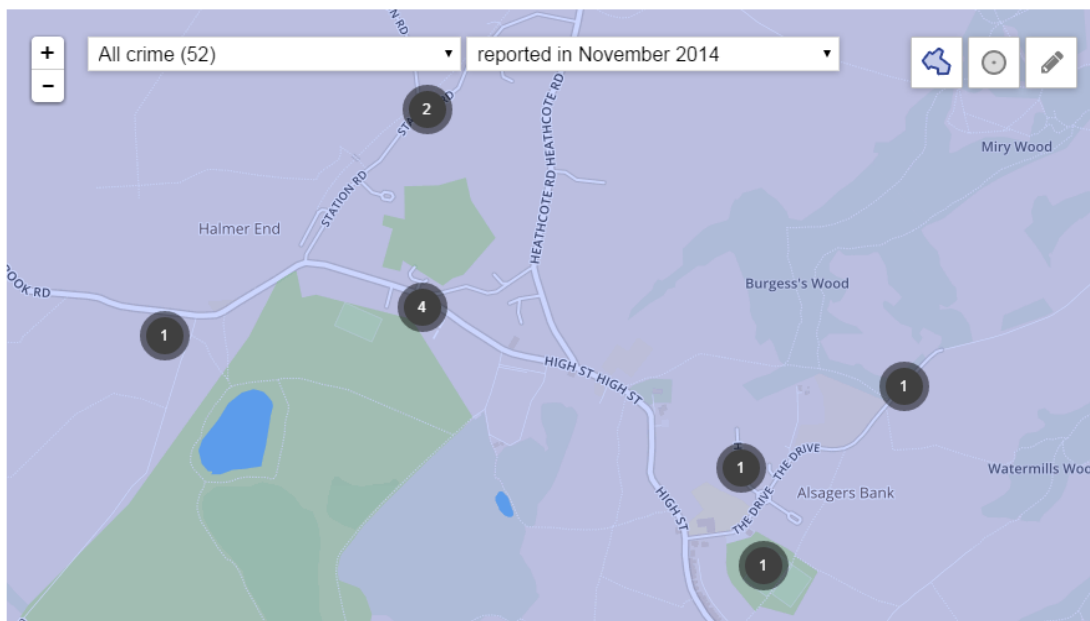 +
−
All crime (52)
reported in November 2014
RD
2
STATION RD
Miry Wood
HEATHCOTE RD HEATHCOTE RD
STATION RD
Halmer End
Burgess's Wood
ROOK RD
4
1
HIGH ST HIGH ST
1
1
THE DRIVE THE DRIVE
Watermills Woo
Alsagers Bank
HIGH ST
1